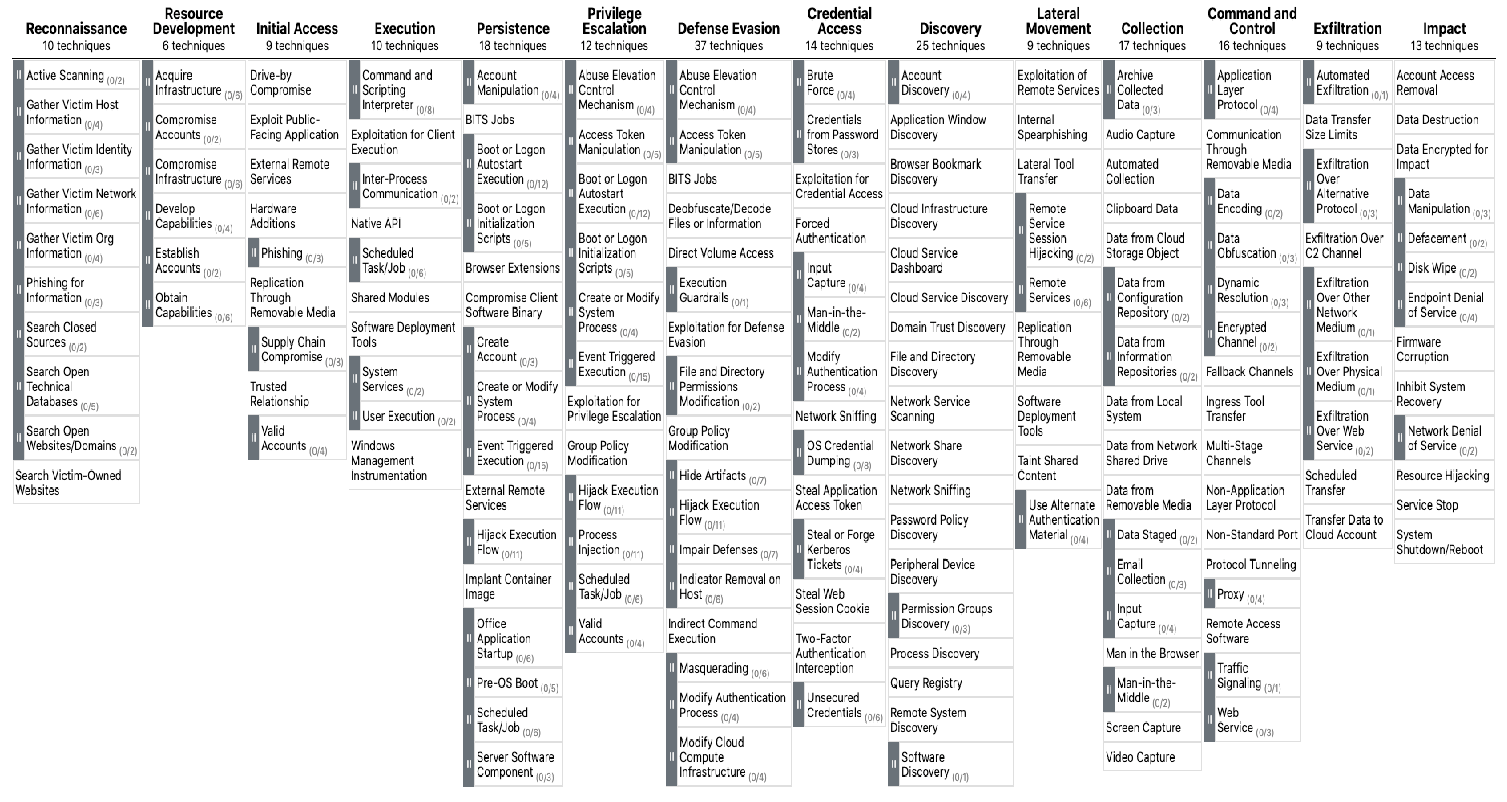 Reconnaissance
10 techniques
Active Scanning (0/2)
Gather Victim Host
Information (0/4)
Gather Victim Identity
Information (0/3)
Gather Victim Network
Information (0/6)
Gather Victim Org
Information (0/4)
Phishing for
Information (0/3)
Search Closed
Sources (0/2)
Search Open
Technical
Databases (0/5)
Search Open
Websites/Domains (0/2)
Search Victim-Owned
Websites
Resource
Development
6 techniques
Acquire
Infrastructure (0/6)
Compromise
Accounts (0/2)
Compromise
Infrastructure (0/6)
Develop
Capabilities (0/4)
Establish
Accounts (0/2)
Obtain
Capabilities (0/6)
Initial Access
9 techniques
Drive-by
Compromise
Exploit Public-
Facing Application
External Remote
Services
Hardware
Additions
Phishing (0/3)
Replication
Through
Removable Media
Supply Chain
Compromise (0/3)
Trusted
Relationship
Valid
Accounts (0/4)
Execution
10 techniques
Command and
Scripting
Interpreter (0/8)
Exploitation for Client
Execution
Inter-Process
Communication (0/2)
Native API
Scheduled
Task/Job (0/6)
Shared Modules
Software Deployment
Tools
System
Services (0/2)
User Execution (0/2)
Windows
Management
Instrumentation
Persistence
18 techniques
Account
Manipulation (0/4)
BITS Jobs
Boot or Logon
Autostart
Execution (0/12)
Boot or Logon
Initialization
Scripts (0/5)
Browser Extensions
Compromise Client
Software Binary
Create
Account (0/3)
Create or Modify
System
Process (0/4)
Event Triggered
Execution (0/15)
External Remote
Services
Hijack Execution
Flow (0/11)
Implant Container
Image
Office
Application
Startup (0/6)
Pre-OS Boot (0/5)
Scheduled
Task/Job (0/6)
Server Software
Component (0/3)
Privilege
Escalation
12 techniques
Abuse Elevation
Control
Mechanism (0/4)
Access Token
Manipulation (0/5)
Boot or Logon
Autostart
Execution (0/12)
Boot or Logon
Initialization
Scripts (0/5)
Create or Modify
System
Process (0/4)
Event Triggered
Execution (0/15)
Exploitation for
Privilege Escalation
Group Policy
Modification
Hijack Execution
Flow (0/11)
Process
Injection (0/11)
Scheduled
Task/Job (0/6)
Valid
Accounts (0/4)
Defense Evasion
37 techniques
Abuse Elevation
Control
Mechanism (0/4)
Access Token
Manipulation (0/5)
BITS Jobs
Deobfuscate/Decode
Files or Information
Direct Volume Access
Execution
Guardrails (0/1)
Exploitation for Defense
Evasion
File and Directory
Permissions
Modification (0/2)
Group Policy
Modification
Hide Artifacts (0/7)
Hijack Execution
Flow (0/11)
Impair Defenses (0/7)
Indicator Removal on
Host (0/6)
Indirect Command
Execution
Masquerading (0/6)
Modify Authentication
Process (0/4)
Modify Cloud
Compute
Infrastructure (0/4)
Credential
Access
14 techniques
Brute
Force (0/4)
Credentials
from Password
Stores (0/3)
Exploitation for
Credential Access
Forced
Authentication
Input
Capture (0/4)
Man-in-the-
Middle (0/2)
Modify
Authentication
Process (0/4)
Network Sniffing
OS Credential
Dumping (0/8)
Steal Application
Access Token
Steal or Forge
Kerberos
Tickets (0/4)
Steal Web
Session Cookie
Two-Factor
Authentication
Interception
Unsecured
Credentials (0/6)
Discovery
25 techniques
Account
Discovery (0/4)
Application Window
Discovery
Browser Bookmark
Discovery
Cloud Infrastructure
Discovery
Cloud Service
Dashboard
Cloud Service Discovery
Domain Trust Discovery
File and Directory
Discovery
Network Service
Scanning
Network Share
Discovery
Network Sniffing
Password Policy
Discovery
Peripheral Device
Discovery
Permission Groups
Discovery (0/3)
Process Discovery
Query Registry
Remote System
Discovery
Software
Discovery (0/1)
Lateral
Movement
9 techniques
Exploitation of
Remote Services
Internal
Spearphishing
Lateral Tool
Transfer
Remote
Service
Session
Hijacking (0/2)
Remote
Services (0/6)
Replication
Through
Removable
Media
Software
Deployment
Tools
Taint Shared
Content
Use Alternate
Authentication
Material (0/4)
Collection
17 techniques
Archive
Collected
Data (0/3)
Audio Capture
Automated
Collection
Clipboard Data
Data from Cloud
Storage Object
Data from
Configuration
Repository (0/2)
Data from
Information
Repositories (0/2)
Data from Local
System
Data from Network
Shared Drive
Data from
Removable Media
Data Staged (0/2)
Email
Collection (0/3)
Input
Capture (0/4)
Man in the Browser
Man-in-the-
Middle (0/2)
Screen Capture
Video Capture
Command and
Control
16 techniques
Application
Layer
Protocol (0/4)
Communication
Through
Removable Media
Data
Encoding (0/2)
Data
Obfuscation (0/3)
Dynamic
Resolution (0/3)
Encrypted
Channel (0/2)
Fallback Channels
Ingress Tool
Transfer
Multi-Stage
Channels
Non-Application
Layer Protocol
Non-Standard Port
Protocol Tunneling
Proxy (0/4)
Remote Access
Software
Traffic
Signaling (0/1)
Web
Service (0/3)
Exfiltration
9 techniques
Automated
Exfiltration (0/1)
Data Transfer
Size Limits
Exfiltration
Over
Alternative
Protocol (0/3)
Exfiltration Over
C2 Channel
Exfiltration
Over Other
Network
Medium (0/1)
Exfiltration
Over Physical
Medium (0/1)
Exfiltration
Over Web
Service (0/2)
Scheduled
Transfer
Transfer Data to
Cloud Account
Impact
13 techniques
Account Access
Removal
Data Destruction
Data Encrypted for
Impact
Data
Manipulation (0/3)
Defacement (0/2)
Disk Wipe (0/2)
Endpoint Denial
of Service (0/4)
Firmware
Corruption
Inhibit System
Recovery
Network Denial
of Service (0/2)
Resource Hijacking
Service Stop
System
Shutdown/Reboot